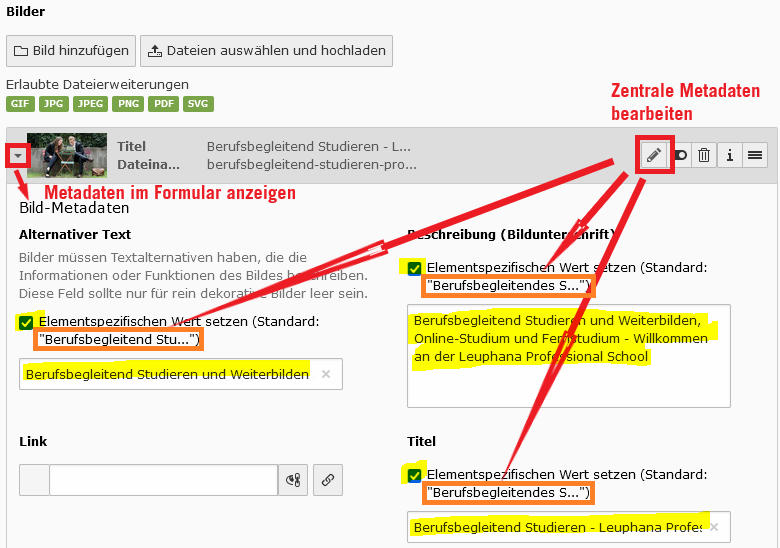 Bilder
Bild hinzufügen
Dateien auswählen und hochladen
Erlaubte Dateierweiterungen
GIF JPG JPEG PNG PDF SVG
Zentrale Metadaten
bearbeiten
Titel Berufsbegleitend Studieren - L...
Dateina... berufsbegleitend-studieren-pro...
Metadaten im Formular anzeigen
Bild-Metadaten
Alternativer Text
Bilder müssen Textalternativen haben, die die
Informationen oder Funktionen des Bildes beschreiben.
Diese Feld sollte nur für rein dekorative Bilder leer sein.
Elementspezifischen Wert setzen (Standard:
"Berufsbegleitend Stu...")
Berufsbegleitend Studieren und Weiterbilden
Beschreibung (Bildunterschrift)
Elementspezifischen Wert setzen (Standard:
"Berufsbegleitendes S...")
Berufsbegleitend Studieren und Weiterbilden,
Online-Studium und Fernstudium - Willkommen
an der Leuphana Professional School
Link
Titel
Elementspezifischen Wert setzen (Standard:
"Berufsbegleitendes S...")
Berufsbegleitend Studieren - Leuphana Profes